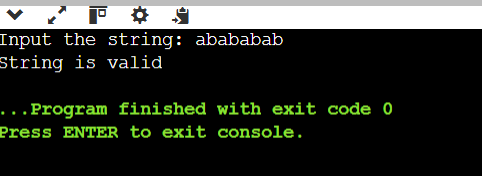 Input the string: abababab
String is valid
...Program finished with exit code 0
Press ENTER to exit console.